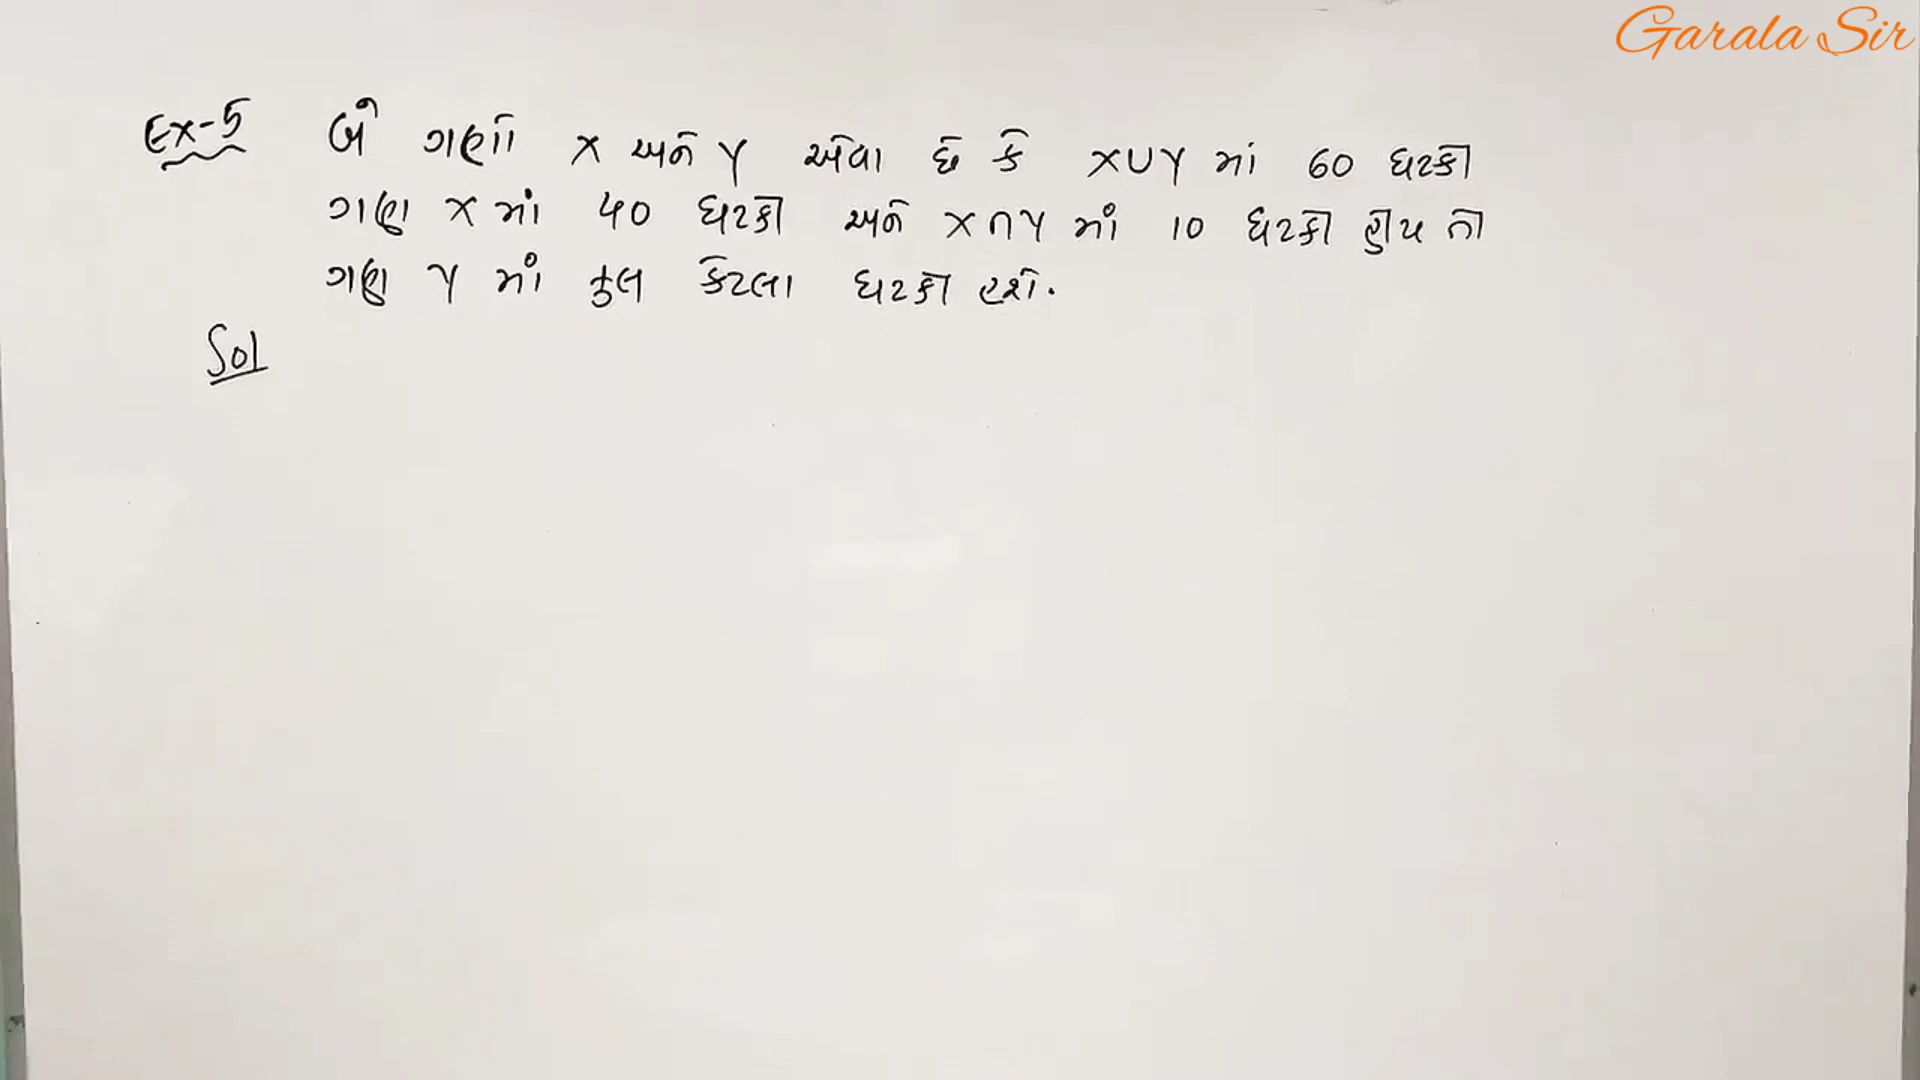 Garala Sir
Ex-5 બે ગણો X અને Y એવા છે કે X∪Y માં 60 ઘટકો
ગણ X માં 40 ઘટકો અને X∩Y માં 10 ઘટકો હોય તો
ગણ Y માં કુલ કેટલા ઘટકો હશે.
Sol